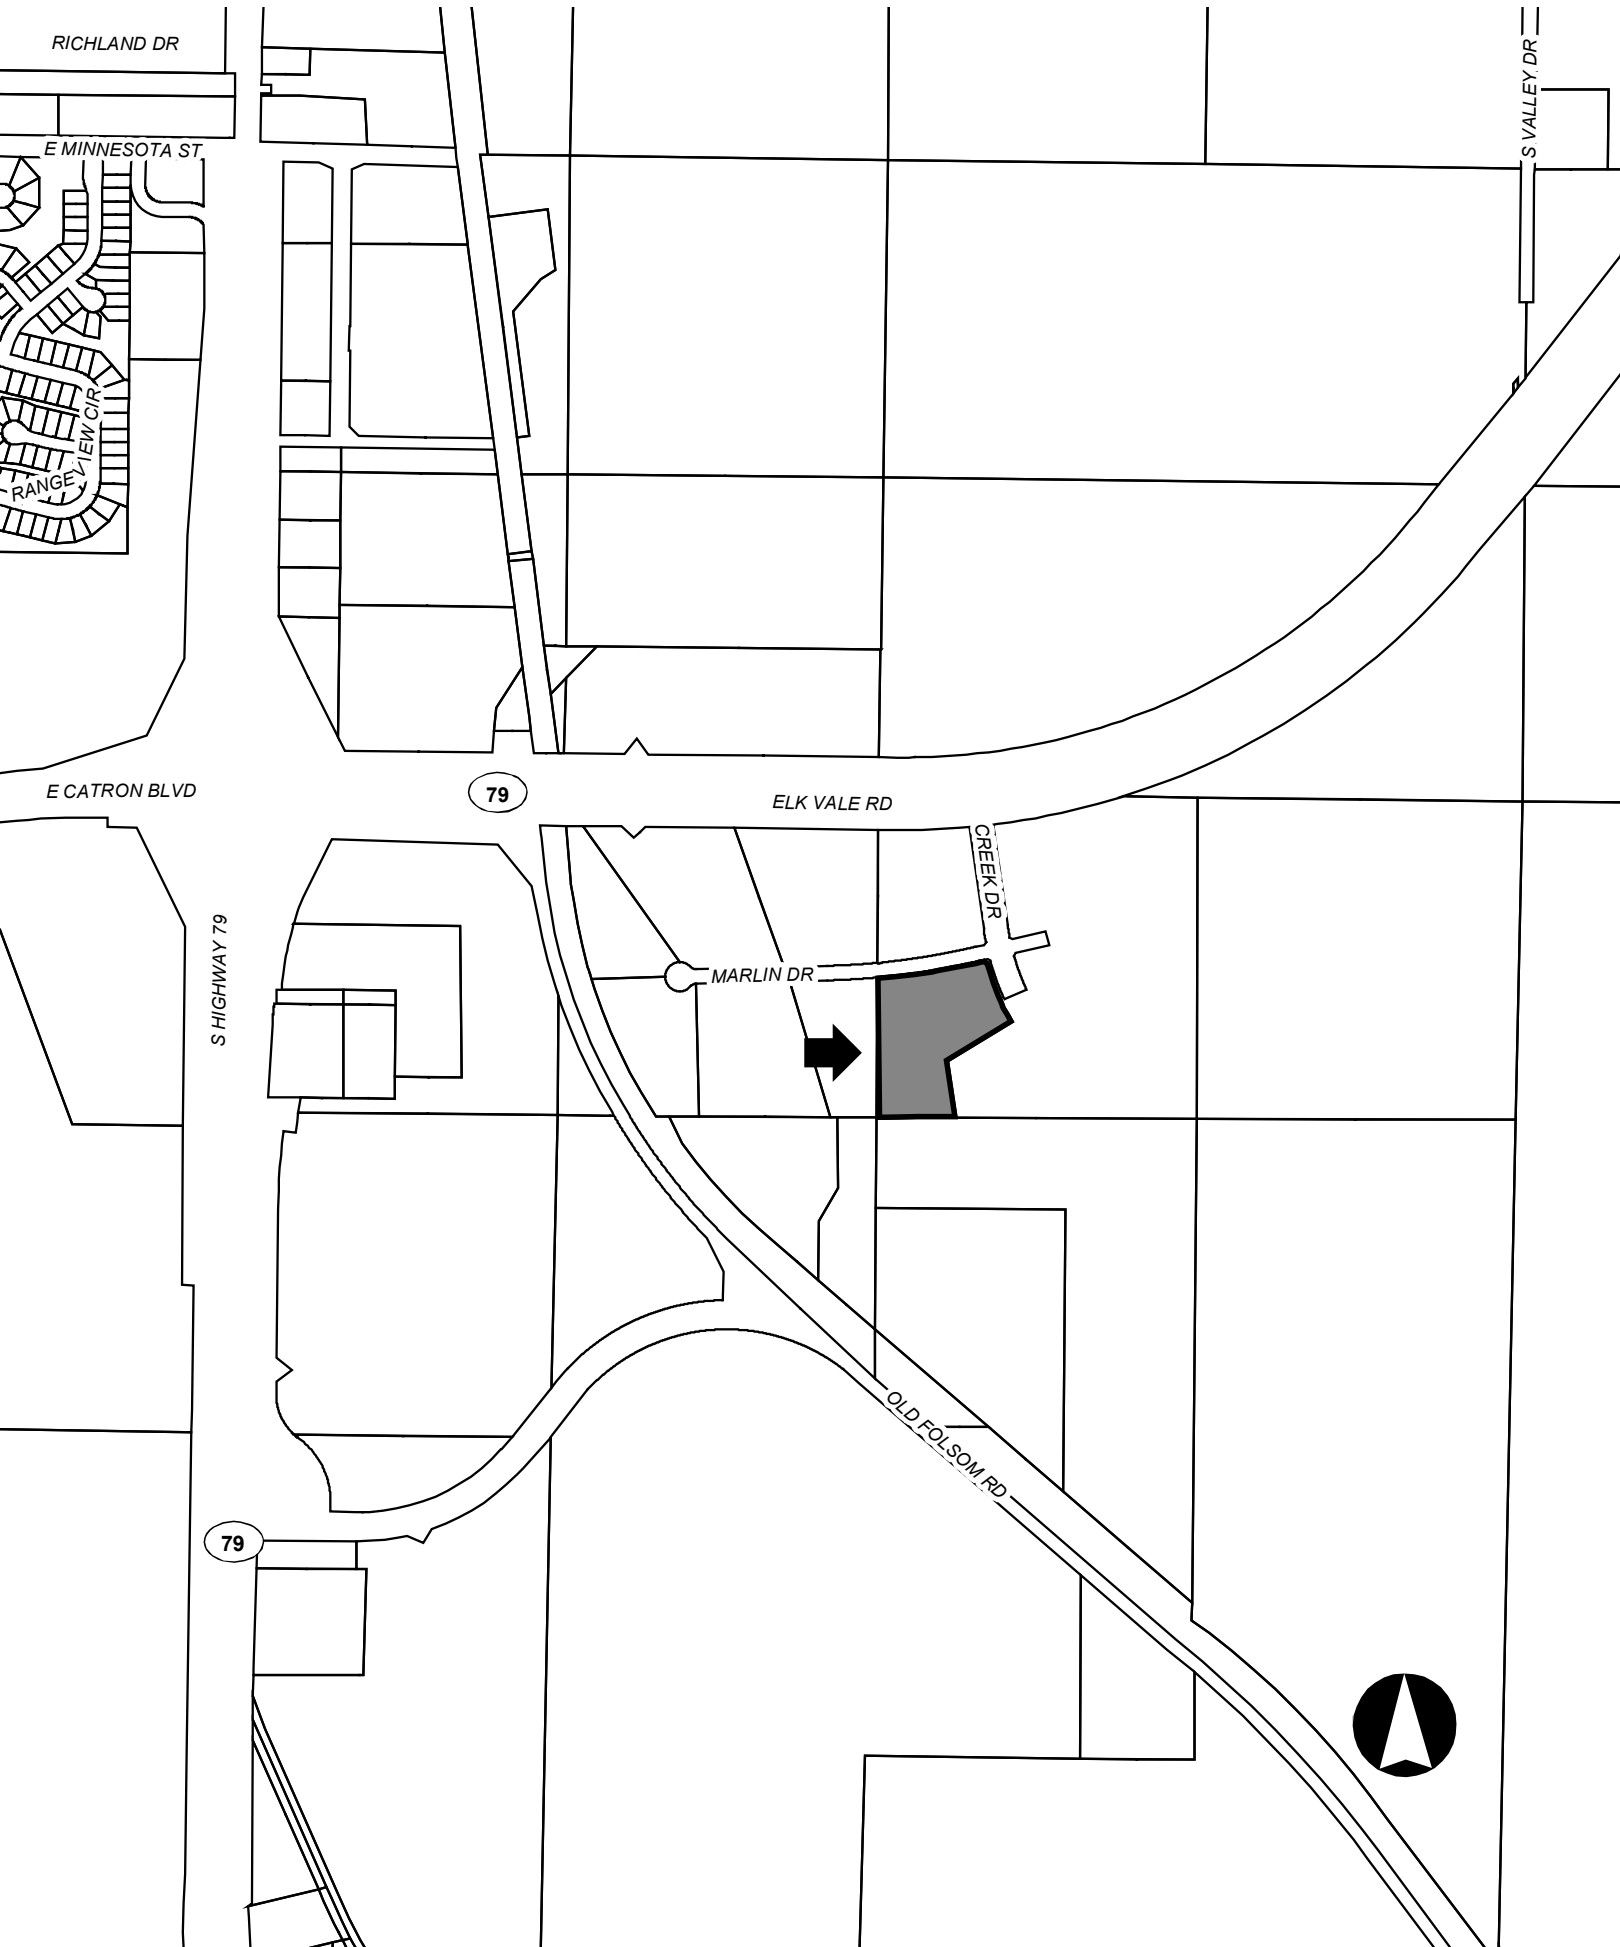 RICHLAND DR
S VALLEY DR
E MINNESOTA ST
RANGE VIEW CIR
E CATRON BLVD
79
ELK VALE RD
CREEK DR
S HIGHWAY 79
MARLIN DR
OLD FOLSOM RD
79